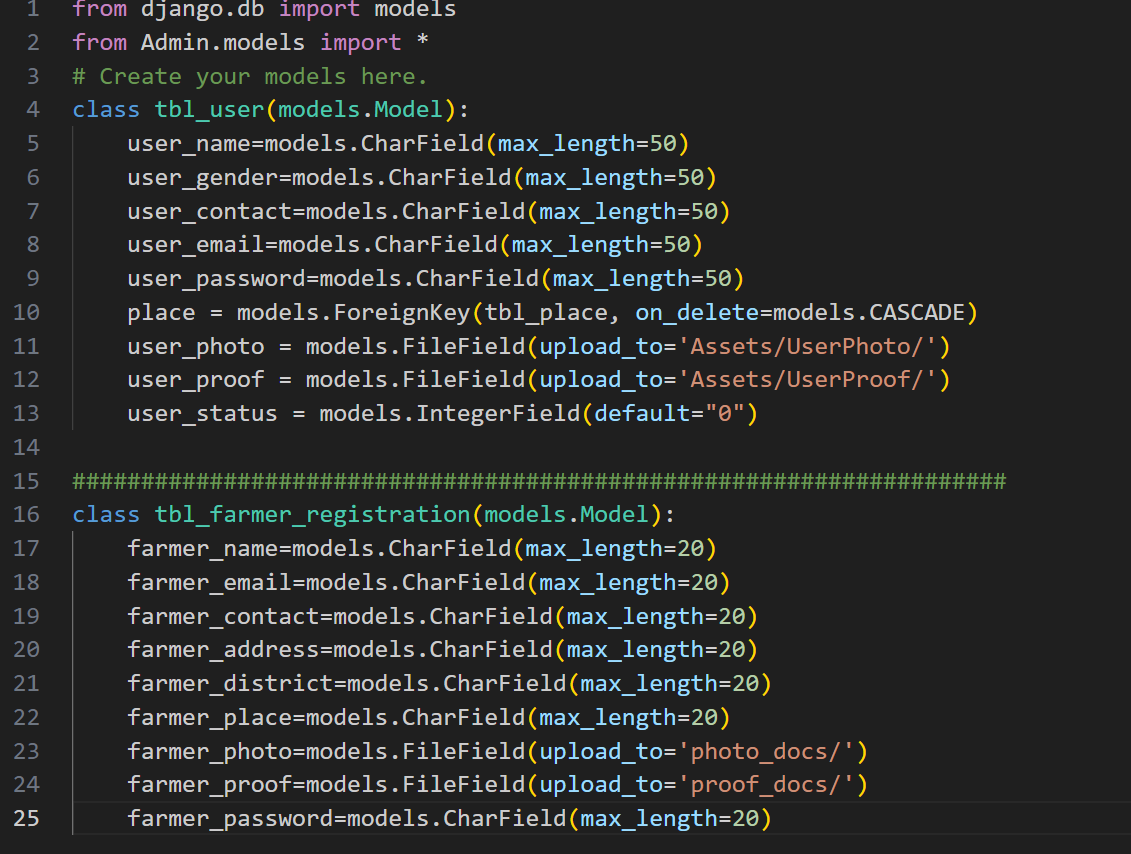 1 from django.db import models
2 from Admin.models import *
3 # Create your models here.
4 class tbl_user(models.Model):
5     user_name=models.CharField(max_length=50)
6     user_gender=models.CharField(max_length=50)
7     user_contact=models.CharField(max_length=50)
8     user_email=models.CharField(max_length=50)
9     user_password=models.CharField(max_length=50)
10     place = models.ForeignKey(tbl_place, on_delete=models.CASCADE)
11     user_photo = models.FileField(upload_to='Assets/UserPhoto/')
12     user_proof = models.FileField(upload_to='Assets/UserProof/')
13     user_status = models.IntegerField(default="0")
14
15 ####################################################################
16 class tbl_farmer_registration(models.Model):
17     farmer_name=models.CharField(max_length=20)
18     farmer_email=models.CharField(max_length=20)
19     farmer_contact=models.CharField(max_length=20)
20     farmer_address=models.CharField(max_length=20)
21     farmer_district=models.CharField(max_length=20)
22     farmer_place=models.CharField(max_length=20)
23     farmer_photo=models.FileField(upload_to='photo_docs/')
24     farmer_proof=models.FileField(upload_to='proof_docs/')
25     farmer_password=models.CharField(max_length=20)